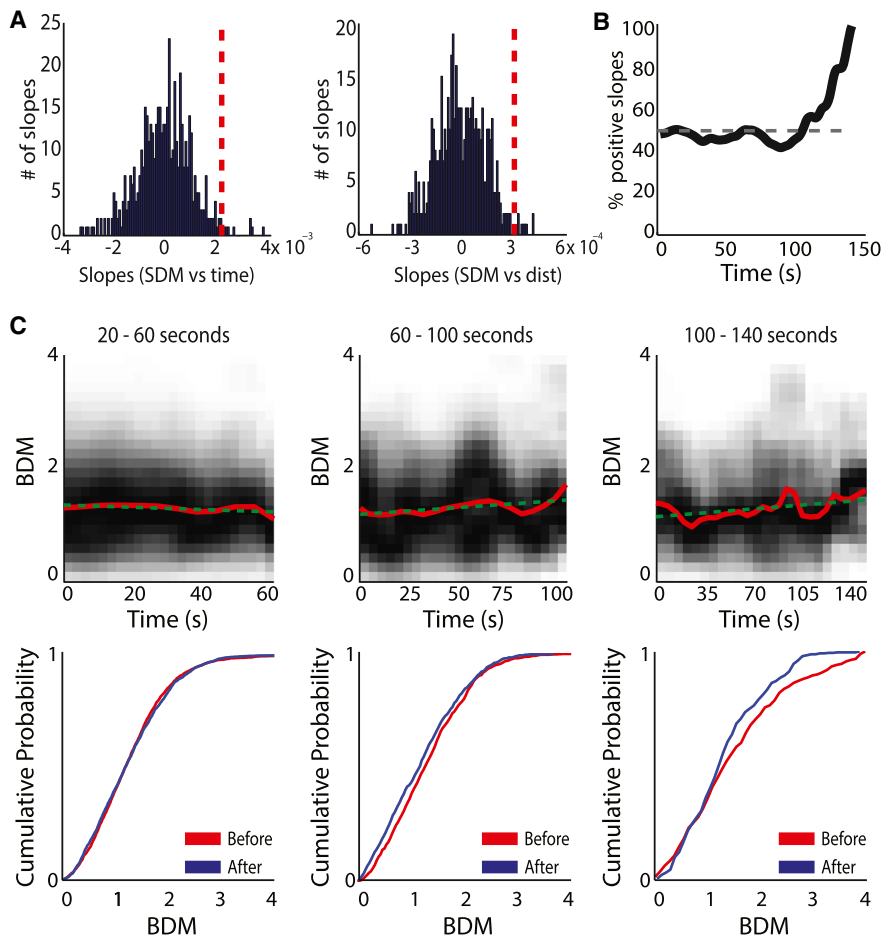 A
B
25
20
15
10
5
0
# of slopes
-4
-2
0
2
4x 10⁻³
Slopes (SDM vs time)
20
15
10
5
0
# of slopes
-6
-3
0
3
6x 10⁻⁴
Slopes (SDM vs dist)
100
80
60
40
20
0
% positive slopes
0
50
100
150
Time (s)
C
20 - 60 seconds
60 - 100 seconds
100 - 140 seconds
4
2
0
BDM
0
20
40
60
Time (s)
4
2
0
BDM
0
25
50
75
100
Time (s)
4
2
0
BDM
0
35
70
105
140
Time (s)
1
0
Cumulative Probability
Before
After
0
1
2
3
4
BDM
1
0
Cumulative Probability
Before
After
0
1
2
3
4
BDM
1
0
Cumulative Probability
Before
After
0
1
2
3
4
BDM